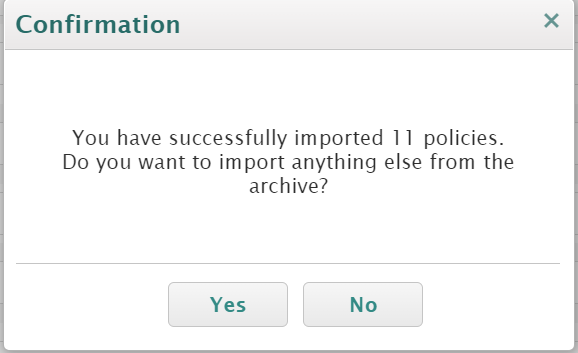 Confirmation
You have successfully imported 11 policies.
Do you want to import anything else from the
archive?
Yes
No